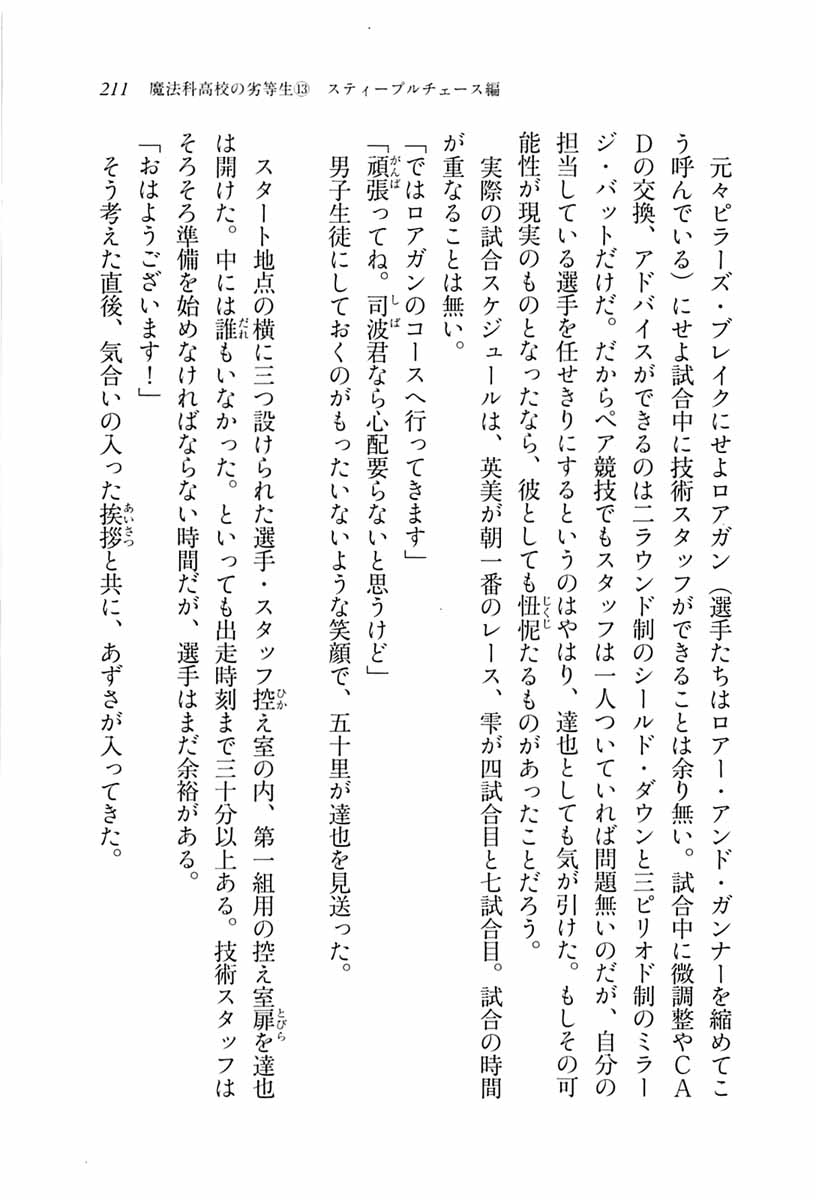 211　魔法科高校の劣等生⑬　スティープルチェース編
　元々ピラーズ・ブレイクにせよロアガン（選手たちはロアー・アンド・ガンナーを縮めてこ
う呼んでいる）にせよ試合中に技術スタッフができることは余り無い。試合中に微調整やＣＡ
Ｄの交換、アドバイスができるのは二ラウンド制のシールド・ダウンと三ピリオド制のミラー
ジ・バットだけだ。だからペア競技でもスタッフは一人ついていれば問題無いのだが、自分の
担当している選手を任せきりにするというのはやはり、達也としても気が引けた。もしその可
能性が現実のものとなったなら、彼としても忸怩たるものがあったことだろう。
　実際の試合スケジュールは、英美が朝一番のレース、雫が四試合目と七試合目。試合の時間
が重なることは無い。
「ではロアガンのコースへ行ってきます」
「頑張ってね。司波君なら心配要らないと思うけど」
　男子生徒にしておくのがもったいないような笑顔で、五十里が達也を見送った。
　スタート地点の横に三つ設けられた選手・スタッフ控え室の内、第一組用の控え室扉を達也
は開けた。中には誰もいなかった。といっても出走時刻まで三十分以上ある。技術スタッフは
そろそろ準備を始めなければならない時間だが、選手はまだ余裕がある。
「おはようございます！」
　そう考えた直後、気合いの入った挨拶と共に、あずさが入ってきた。